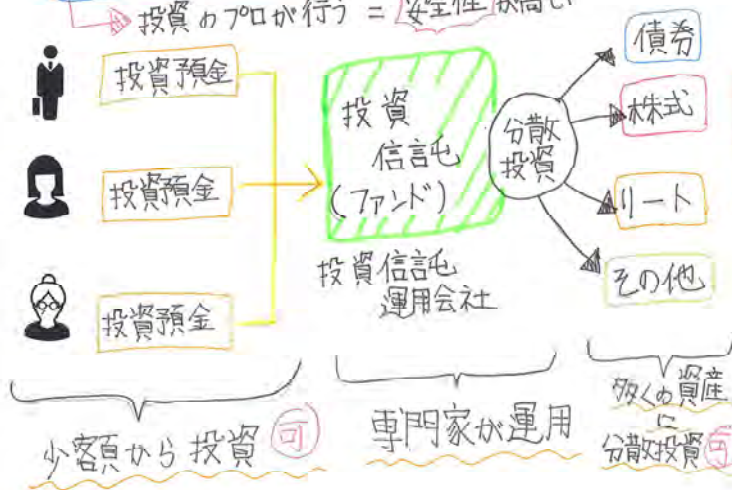 投資のプロが行う = 安全性が高い
投資預金
投資預金
投資預金
投資
信託
(ファンド)
投資信託
運用会社
分散
投資
債券
株式
リート
その他
少額から投資 可
専門家が運用
多くの資産
に
分散投資 可